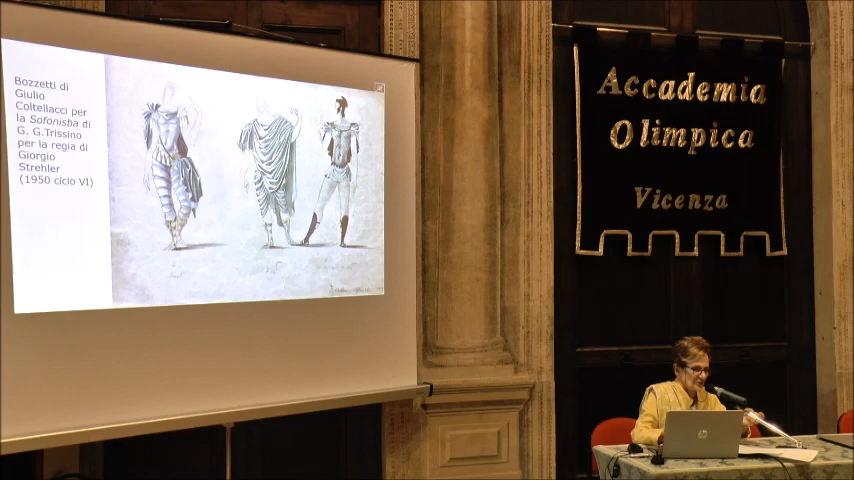 Bozzetti di
Giulio
Coltellacci per
la Sofonisba di
G. G.Trissino
per la regia di
Giorgio
Strehler
(1950 ciclo VI)
Accademia
Olimpica
Vicenza
hp